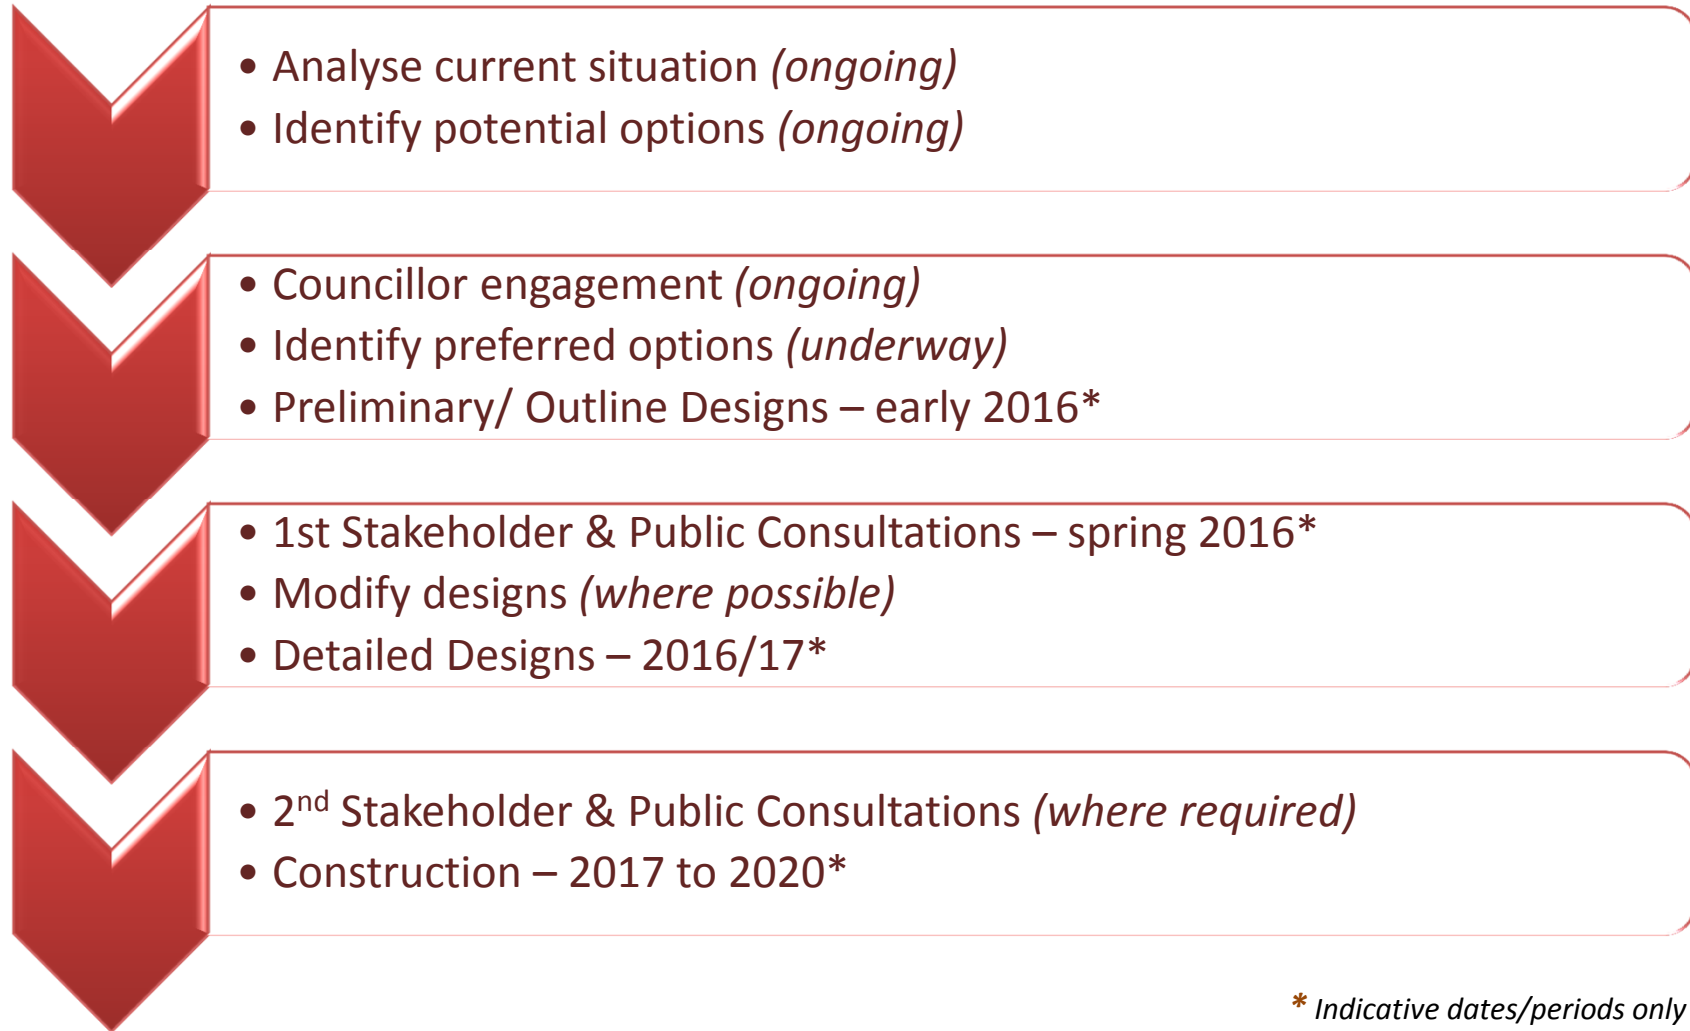 • Analyse current situation (ongoing)
• Identify potential options (ongoing)
• Councillor engagement (ongoing)
• Identify preferred options (underway)
• Preliminary/ Outline Designs – early 2016*
• 1st Stakeholder & Public Consultations – spring 2016*
• Modify designs (where possible)
• Detailed Designs – 2016/17*
• 2nd Stakeholder & Public Consultations (where required)
• Construction – 2017 to 2020*
* Indicative dates/periods only